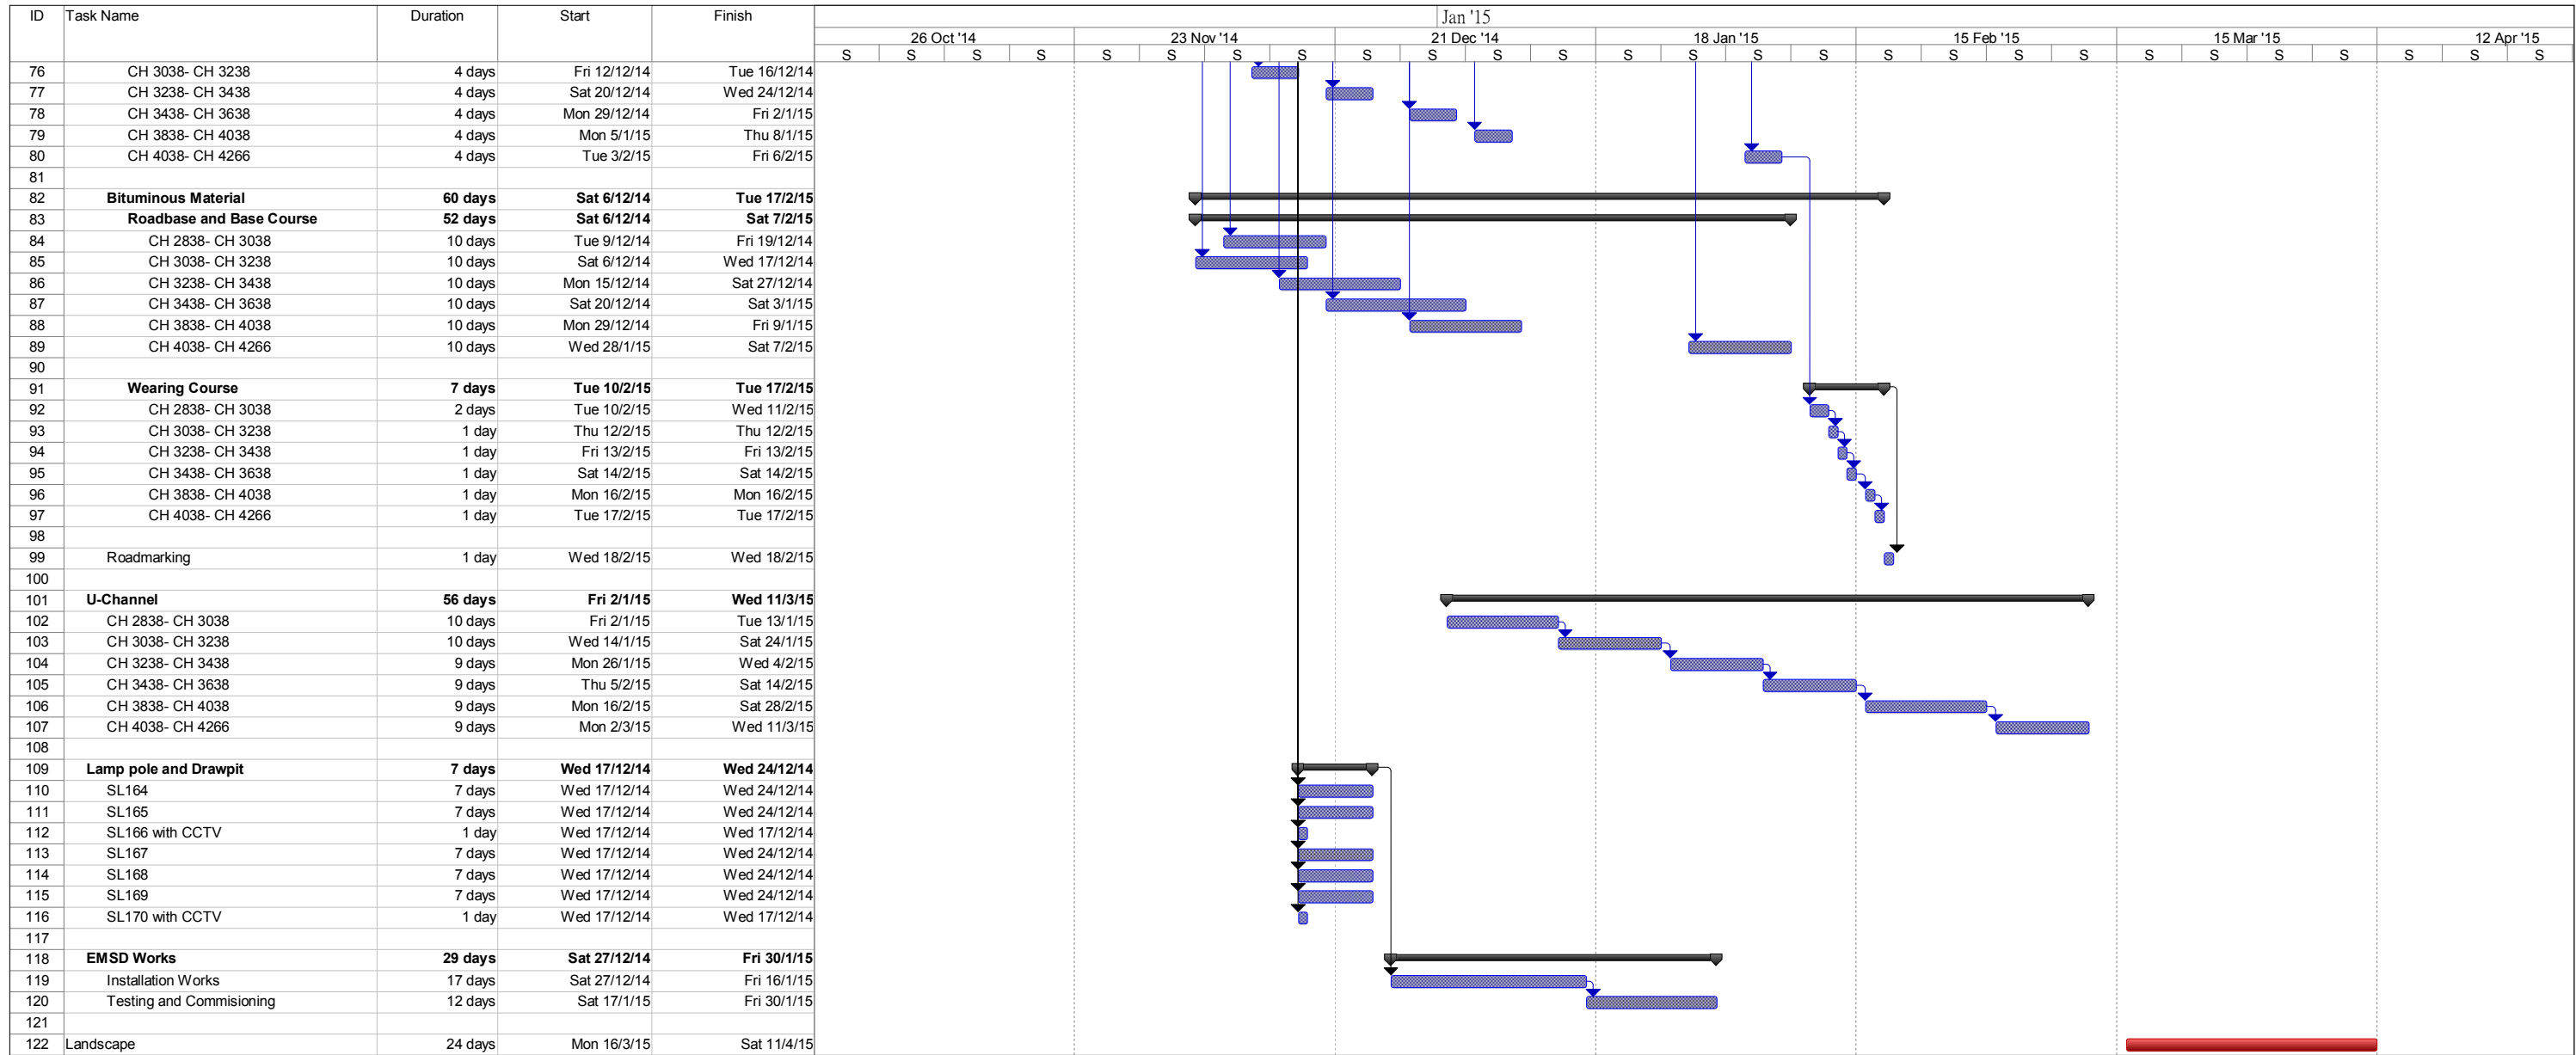 ID Task Name Duration Start Finish
Jan '15
26 Oct '14 23 Nov '14 21 Dec '14 18 Jan '15 15 Feb '15 15 Mar '15 12 Apr '15
S S S S S S S S S S S S S S S S S S S S S S S S S S S
76 CH 3038- CH 3238 4 days Fri 12/12/14 Tue 16/12/14
77 CH 3238- CH 3438 4 days Sat 20/12/14 Wed 24/12/14
78 CH 3438- CH 3638 4 days Mon 29/12/14 Fri 2/1/15
79 CH 3838- CH 4038 4 days Mon 5/1/15 Thu 8/1/15
80 CH 4038- CH 4266 4 days Tue 3/2/15 Fri 6/2/15
81
82 Bituminous Material 60 days Sat 6/12/14 Tue 17/2/15
83 Roadbase and Base Course 52 days Sat 6/12/14 Sat 7/2/15
84 CH 2838- CH 3038 10 days Tue 9/12/14 Fri 19/12/14
85 CH 3038- CH 3238 10 days Sat 6/12/14 Wed 17/12/14
86 CH 3238- CH 3438 10 days Mon 15/12/14 Sat 27/12/14
87 CH 3438- CH 3638 10 days Sat 20/12/14 Sat 3/1/15
88 CH 3838- CH 4038 10 days Mon 29/12/14 Fri 9/1/15
89 CH 4038- CH 4266 10 days Wed 28/1/15 Sat 7/2/15
90
91 Wearing Course 7 days Tue 10/2/15 Tue 17/2/15
92 CH 2838- CH 3038 2 days Tue 10/2/15 Wed 11/2/15
93 CH 3038- CH 3238 1 day Thu 12/2/15 Thu 12/2/15
94 CH 3238- CH 3438 1 day Fri 13/2/15 Fri 13/2/15
95 CH 3438- CH 3638 1 day Sat 14/2/15 Sat 14/2/15
96 CH 3838- CH 4038 1 day Mon 16/2/15 Mon 16/2/15
97 CH 4038- CH 4266 1 day Tue 17/2/15 Tue 17/2/15
98
99 Roadmarking 1 day Wed 18/2/15 Wed 18/2/15
100
101 U-Channel 56 days Fri 2/1/15 Wed 11/3/15
102 CH 2838- CH 3038 10 days Fri 2/1/15 Tue 13/1/15
103 CH 3038- CH 3238 10 days Wed 14/1/15 Sat 24/1/15
104 CH 3238- CH 3438 9 days Mon 26/1/15 Wed 4/2/15
105 CH 3438- CH 3638 9 days Thu 5/2/15 Sat 14/2/15
106 CH 3838- CH 4038 9 days Mon 16/2/15 Sat 28/2/15
107 CH 4038- CH 4266 9 days Mon 2/3/15 Wed 11/3/15
108
109 Lamp pole and Drawpit 7 days Wed 17/12/14 Wed 24/12/14
110 SL164 7 days Wed 17/12/14 Wed 24/12/14
111 SL165 7 days Wed 17/12/14 Wed 24/12/14
112 SL166 with CCTV 1 day Wed 17/12/14 Wed 17/12/14
113 SL167 7 days Wed 17/12/14 Wed 24/12/14
114 SL168 7 days Wed 17/12/14 Wed 24/12/14
115 SL169 7 days Wed 17/12/14 Wed 24/12/14
116 SL170 with CCTV 1 day Wed 17/12/14 Wed 17/12/14
117
118 EMSD Works 29 days Sat 27/12/14 Fri 30/1/15
119 Installation Works 17 days Sat 27/12/14 Fri 16/1/15
120 Testing and Commisioning 12 days Sat 17/1/15 Fri 30/1/15
121
122 Landscape 24 days Mon 16/3/15 Sat 11/4/15